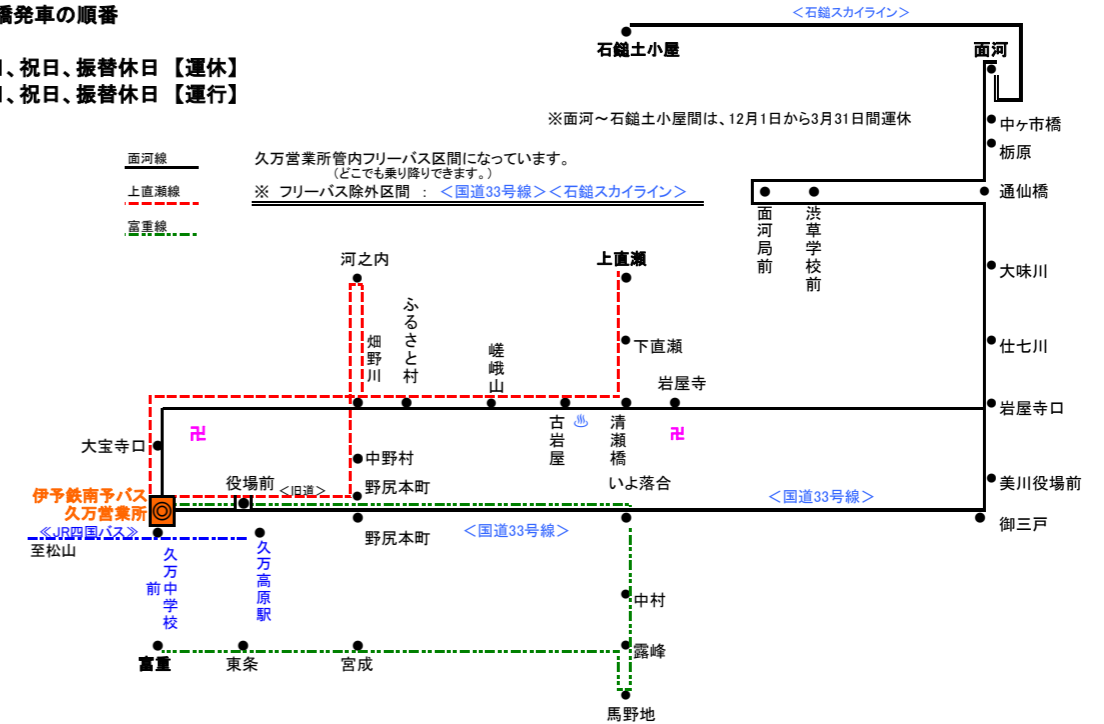 橋発車の順番
日、祝日、振替休日 【運休】
日、祝日、振替休日 【運行】
<石鎚スカイライン>
石鎚土小屋
面河
※面河～石鎚土小屋間は、12月1日から3月31日間運休
中ヶ市橋
栃原
通仙橋
面河局前
渋草学校前
大味川
仕七川
岩屋寺口
美川役場前
御三戸
面河線
上直瀬線
富重線
久万営業所管内フリーバス区間になっています。
(どこでも乗り降りできます。)
※ フリーバス除外区間 : <国道33号線><石鎚スカイライン>
河之内
上直瀬
畑野川
ふるさと村
嵯峨山
下直瀬
岩屋寺
古岩屋
♨
清瀬橋
卍
卍
大宝寺口
中野村
役場前
<旧道>
野尻本町
いよ落合
<国道33号線>
伊予鉄南予バス
久万営業所
野尻本町
<国道33号線>
≪JR四国バス≫
至松山
久万中学校前
久万高原駅
中村
富重
東条
宮成
露峰
馬野地